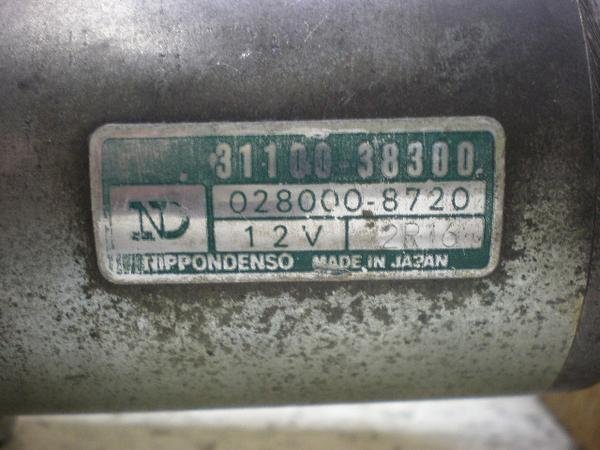 31100-38300
ND
028000-8720
12V 2R16
NIPPONDENSO MADE IN JAPAN